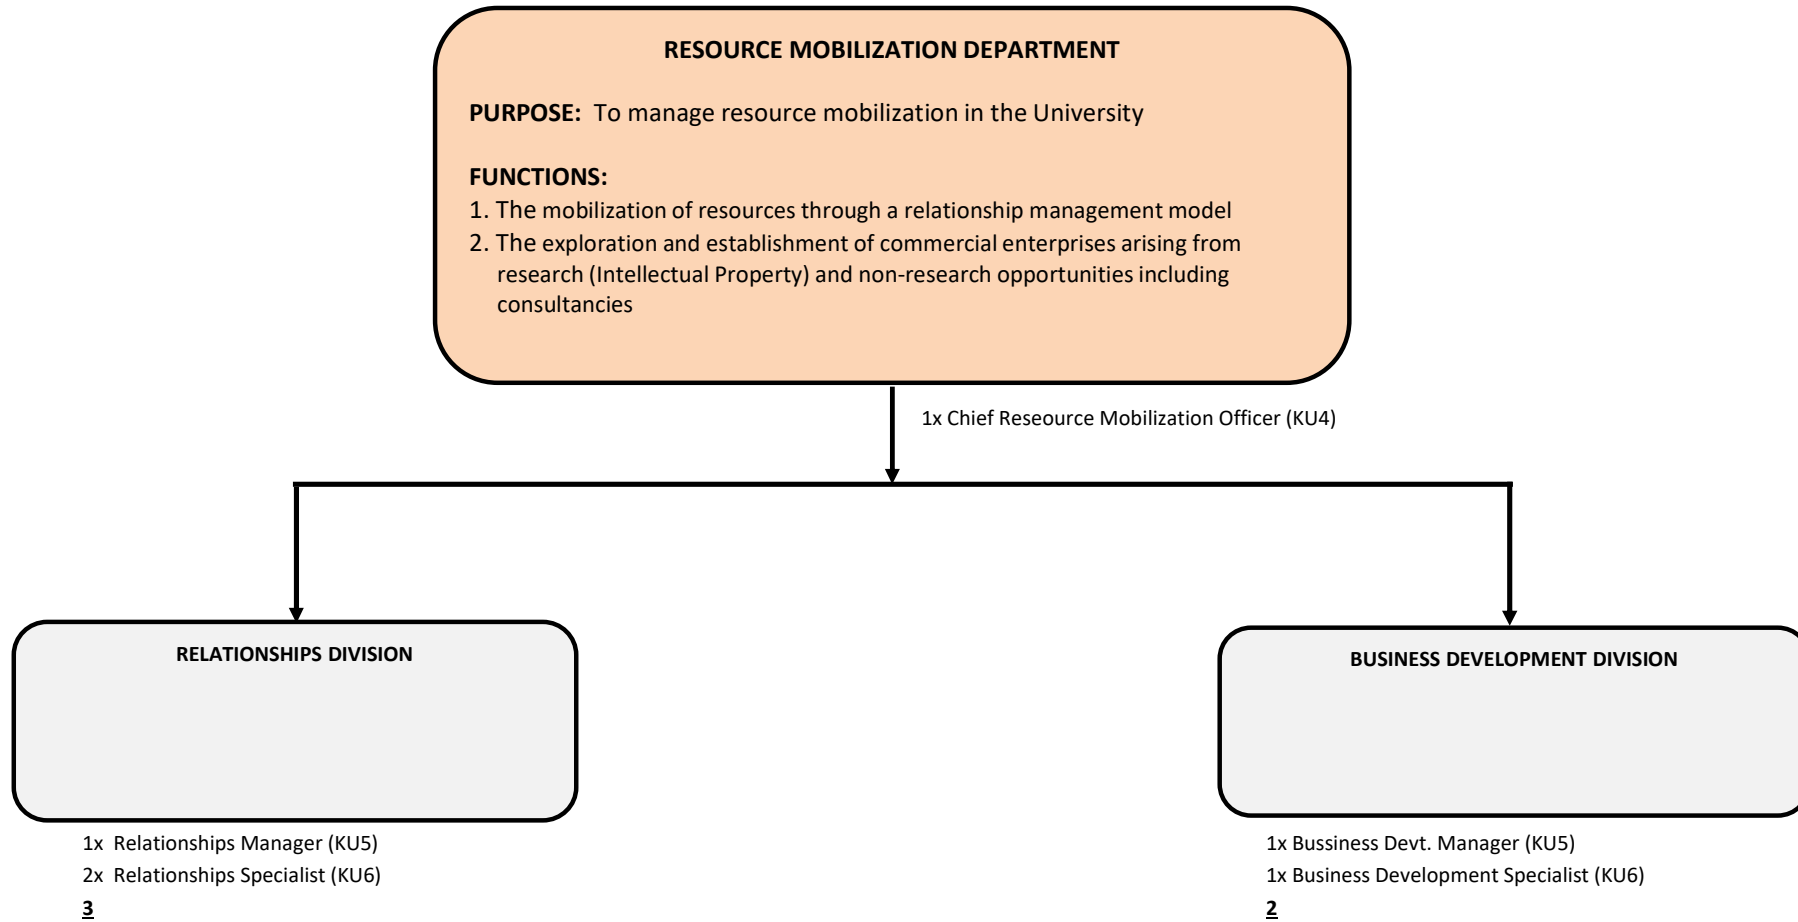 RESOURCE MOBILIZATION DEPARTMENT
PURPOSE: To manage resource mobilization in the University
FUNCTIONS:
1. The mobilization of resources through a relationship management model
2. The exploration and establishment of commercial enterprises arising from
research (Intellectual Property) and non-research opportunities including
consultancies
1x Chief Reseource Mobilization Officer (KU4)
RELATIONSHIPS DIVISION
1x Relationships Manager (KU5)
2x Relationships Specialist (KU6)
3
BUSINESS DEVELOPMENT DIVISION
1x Bussiness Devt. Manager (KU5)
1x Business Development Specialist (KU6)
2